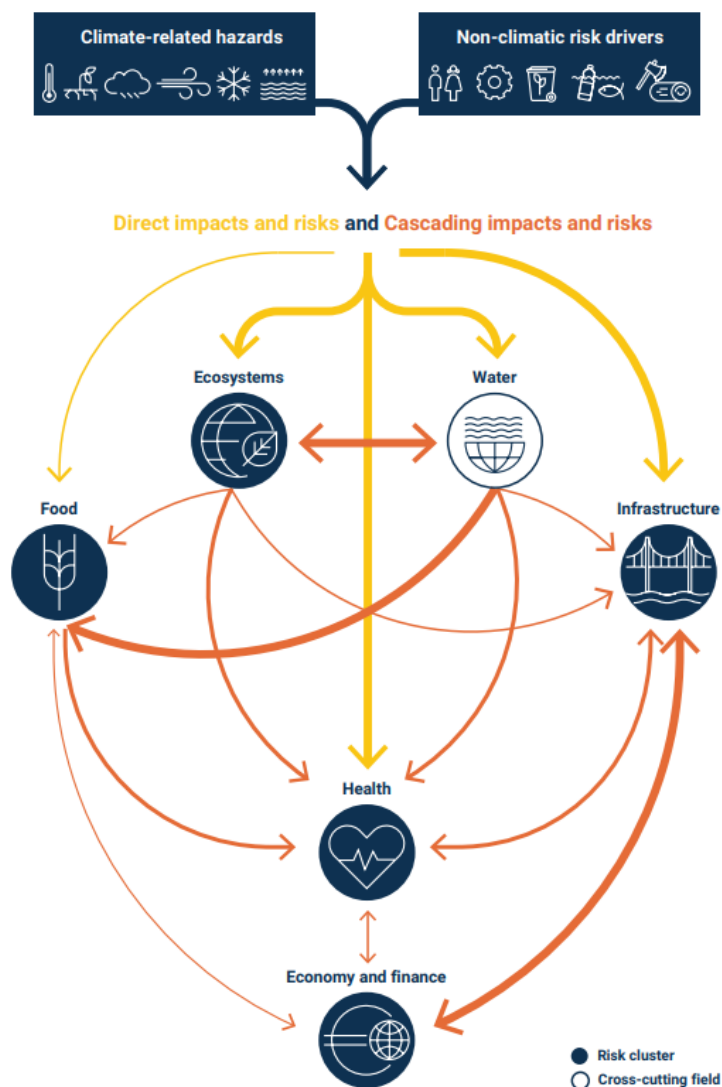 Climate-related hazards
Non-climatic risk drivers
Direct impacts and risks and Cascading impacts and risks
Ecosystems
Water
Food
Infrastructure
Health
Economy and finance
Risk cluster
Cross-cutting field